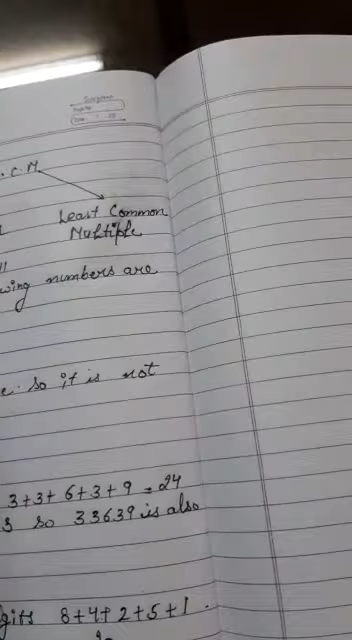 . C. M
Least Common
Multiple
wing numbers are
e. so it is not
3+3+6+3+9 = 24
3 so 33639 is also
gits 8+4+2+5+1.